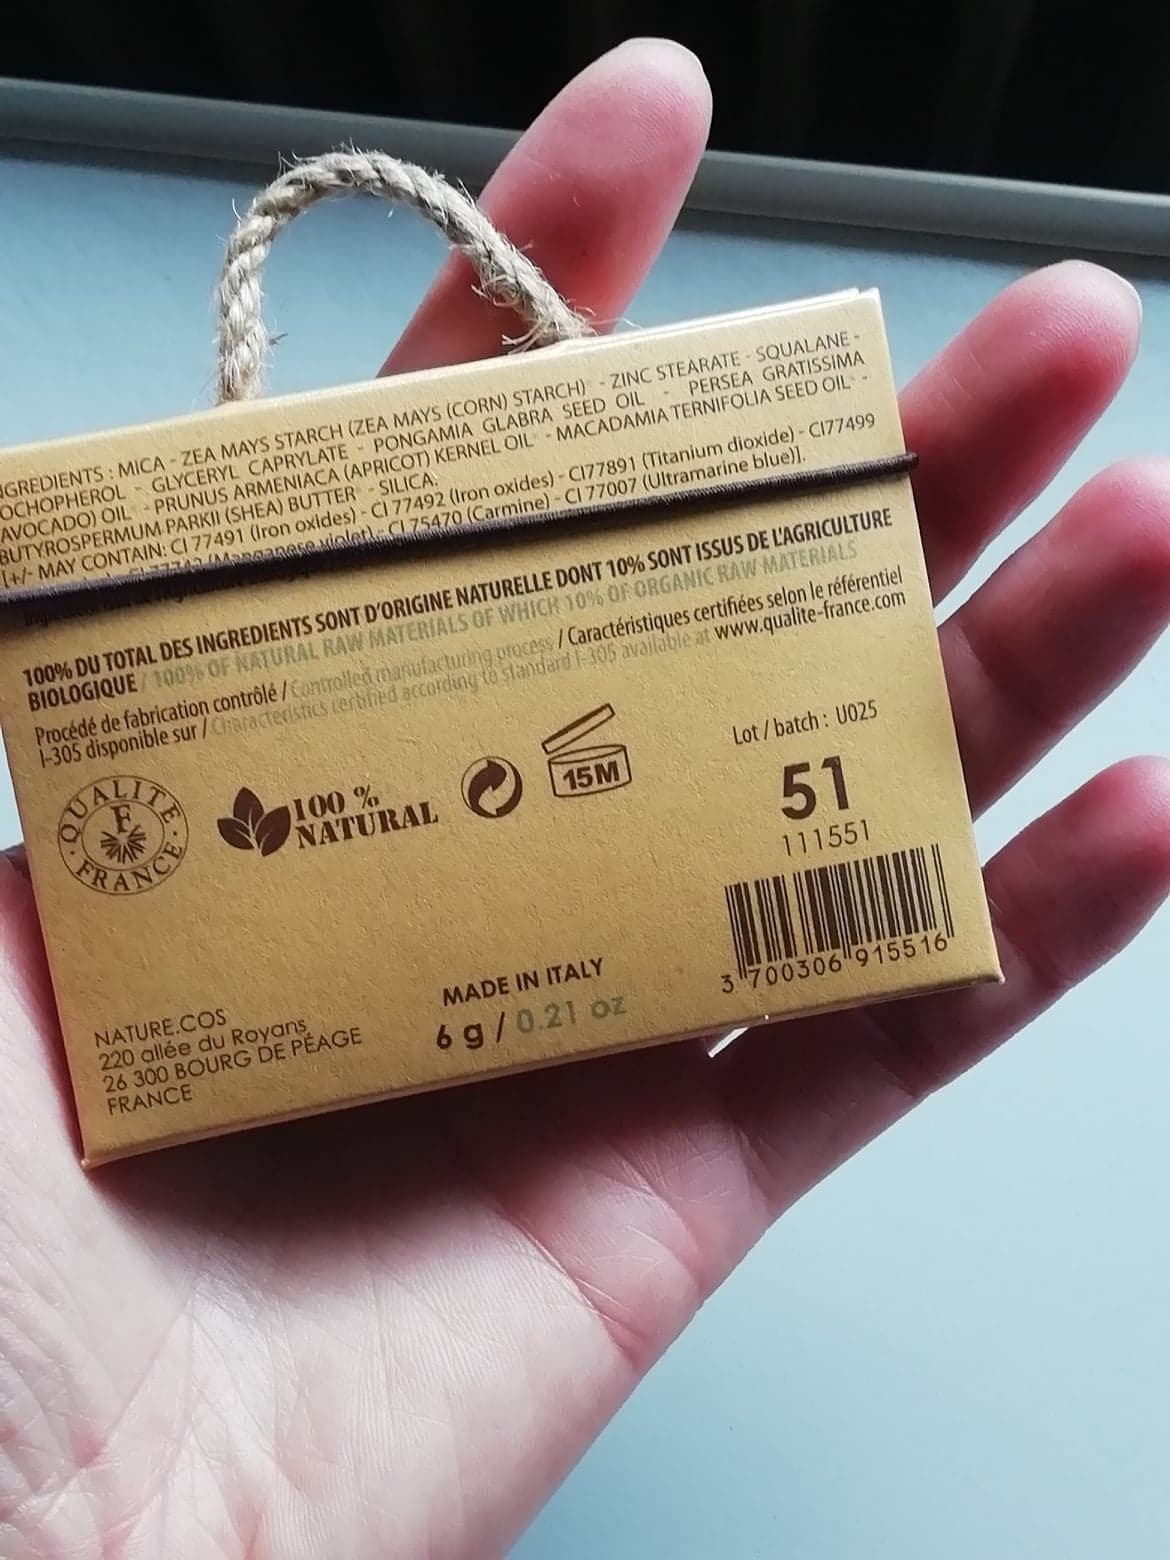 NGREDIENTS : MICA - ZEA MAYS STARCH (ZEA MAYS (CORN) STARCH)* - ZINC STEARATE - SQUALANE -
OCHOPHEROL - GLYCERYL CAPRYLATE - PONGAMIA GLABRA SEED OIL - PERSEA GRATISSIMA
AVOCADO) OIL* - PRUNUS ARMENIACA (APRICOT) KERNEL OIL* - MACADAMIA TERNIFOLIA SEED OIL* -
BUTYROSPERMUM PARKII (SHEA) BUTTER* - SILICA.
[+/- MAY CONTAIN: CI 77491 (Iron oxides) - CI 77492 (Iron oxides) - CI77891 (Titanium dioxide) - CI77499
CI 77742 (Manganese violet) - CI 75470 (Carmine) - CI 77007 (Ultramarine blue)].
100% DU TOTAL DES INGREDIENTS SONT D'ORIGINE NATURELLE DONT 10% SONT ISSUS DE L'AGRICULTURE
BIOLOGIQUE / 100% OF NATURAL RAW MATERIALS OF WHICH 10% OF ORGANIC RAW MATERIALS
Procédé de fabrication contrôlé / Controlled manufacturing process / Caractéristiques certifiées selon le référentiel
I-305 disponible sur / Characteristics certified according to standard I-305 available at www.qualite-france.com
Lot / batch : U025
QUALITE
F
FRANCE
100 %
NATURAL
15M
51
111551
3 700306 915516
MADE IN ITALY
6 g / 0.21 oz
NATURE.COS
220 allée du Royans
26 300 BOURG DE PÉAGE
FRANCE